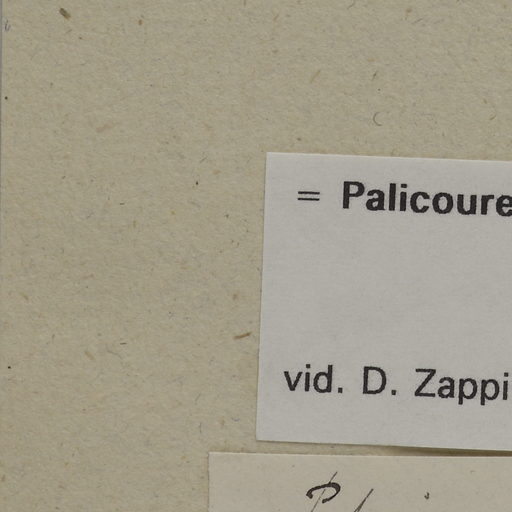 = Palicoure
vid. D. Zappi